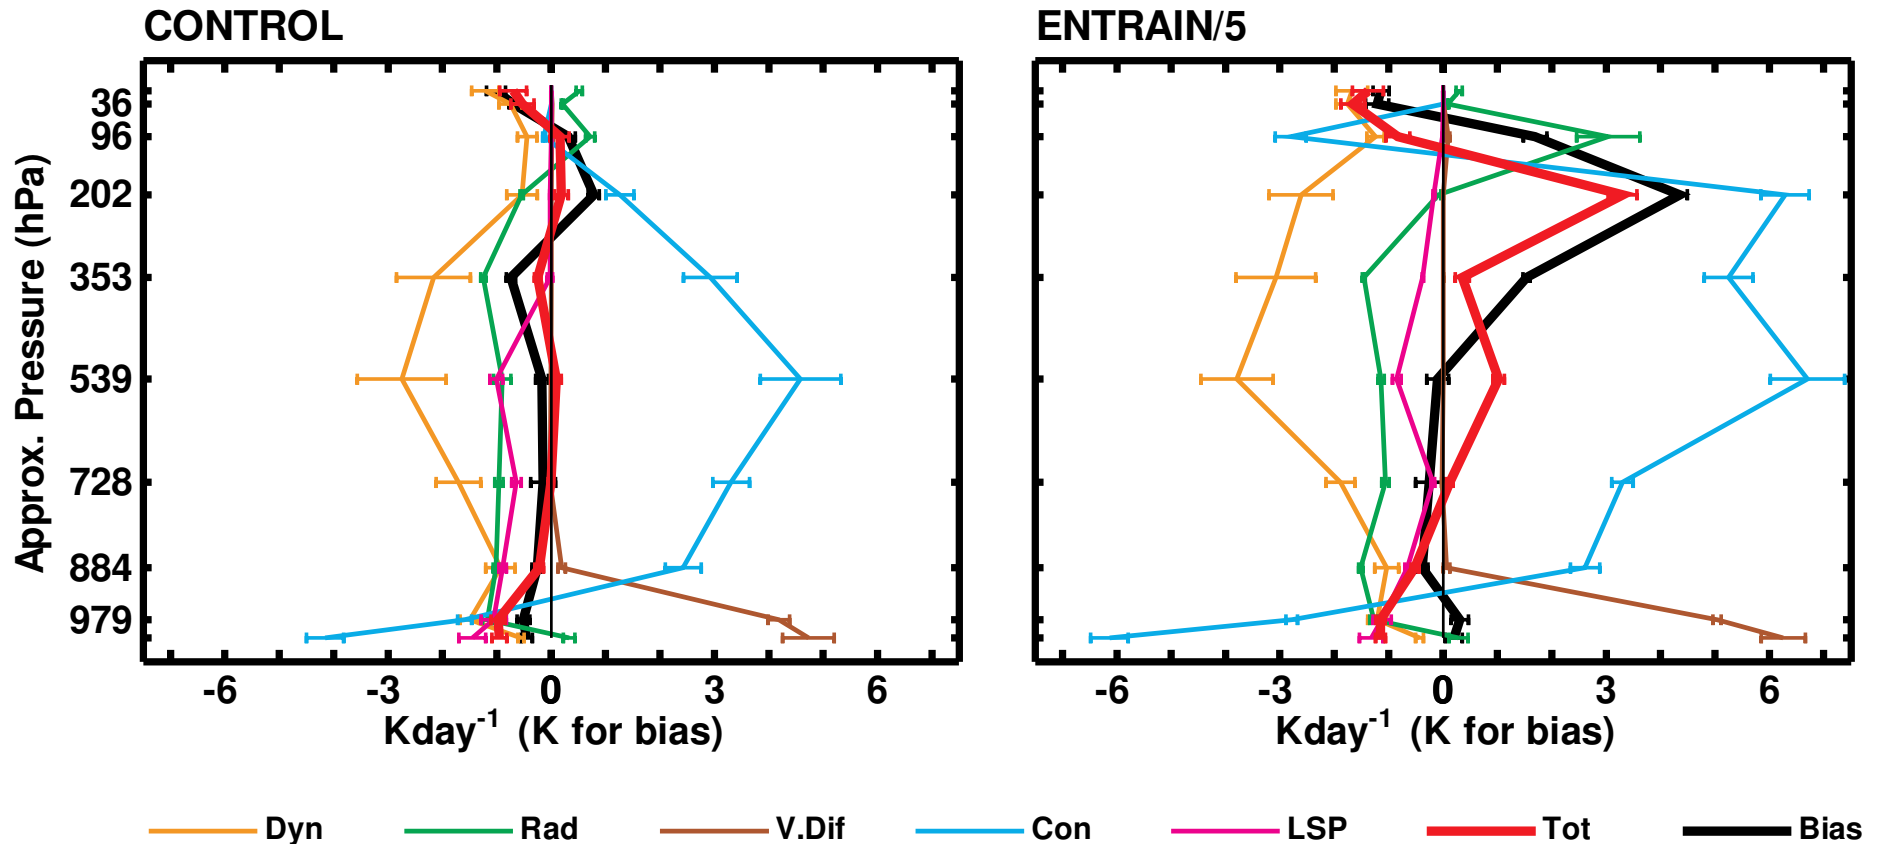 CONTROL
ENTRAIN/5
Approx. Pressure (hPa)
36
96
202
353
539
728
884
979
-6 -3 0 3 6
Kday⁻¹ (K for bias)
-6 -3 0 3 6
Kday⁻¹ (K for bias)
Dyn Rad V.Dif Con LSP Tot Bias